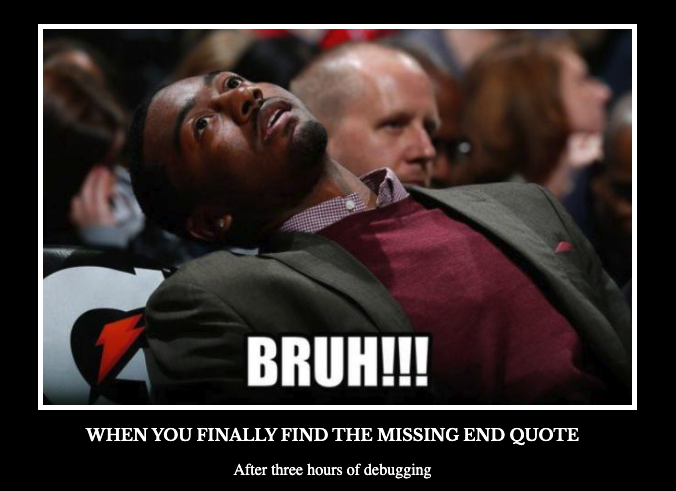 BRUH!!!
WHEN YOU FINALLY FIND THE MISSING END QUOTE
After three hours of debugging